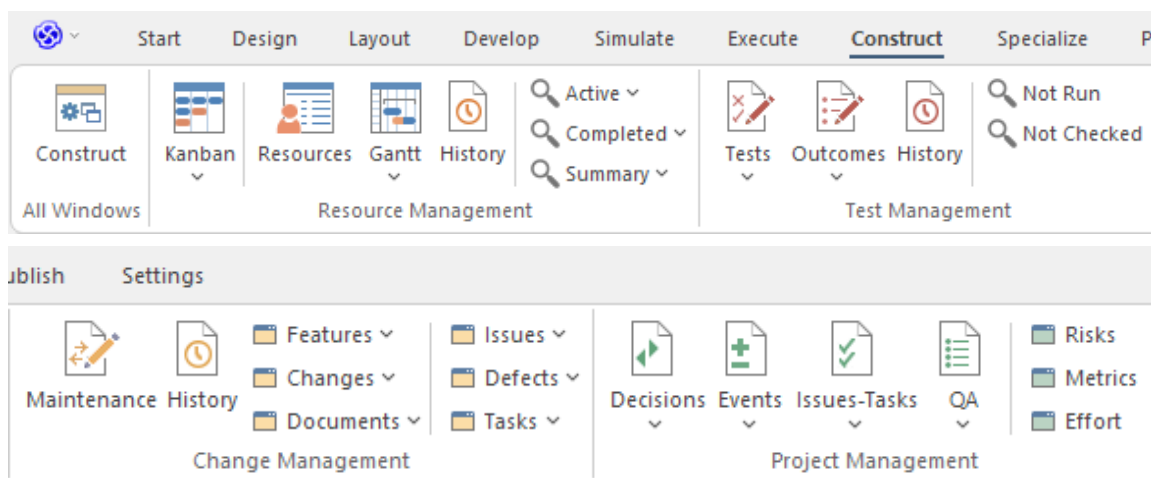 Start Design Layout Develop Simulate Execute Construct Specialize P
Active
Not Run
Completed
Not Checked
Construct Kanban Resources Gantt History Tests Outcomes History
Summary
All Windows Resource Management Test Management
ublish Settings
Features Issues Risks
Changes Defects Metrics
Maintenance History Decisions Events Issues-Tasks QA
Documents Tasks Effort
Change Management Project Management